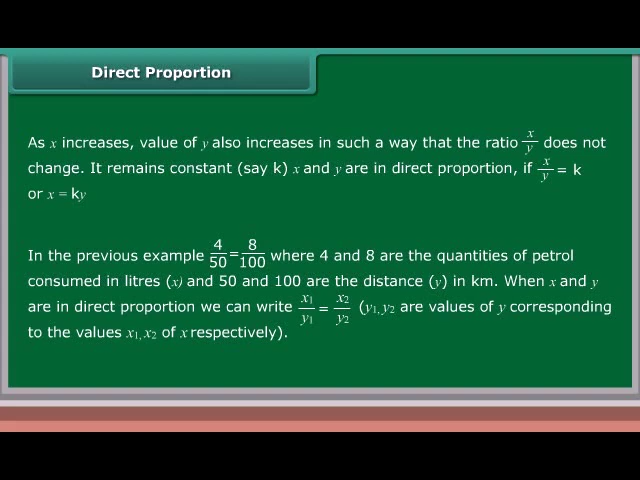 Direct Proportion
As x increases, value of y also increases in such a way that the ratio x/y does not
change. It remains constant (say k) x and y are in direct proportion, if x/y = k
or x = ky
In the previous example 4/50 = 8/100 where 4 and 8 are the quantities of petrol
consumed in litres (x) and 50 and 100 are the distance (y) in km. When x and y
are in direct proportion we can write x₁/y₁ = x₂/y₂ (y₁, y₂ are values of y corresponding
to the values x₁, x₂ of x respectively).